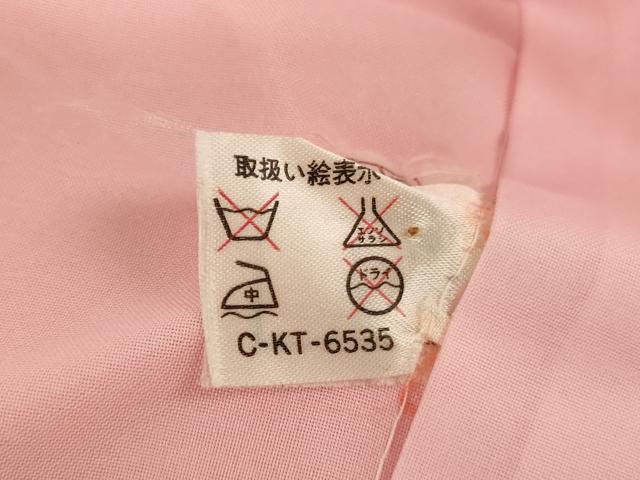 取扱い絵表示
エンソ
サラシ
中
ドライ
C-KT-6535